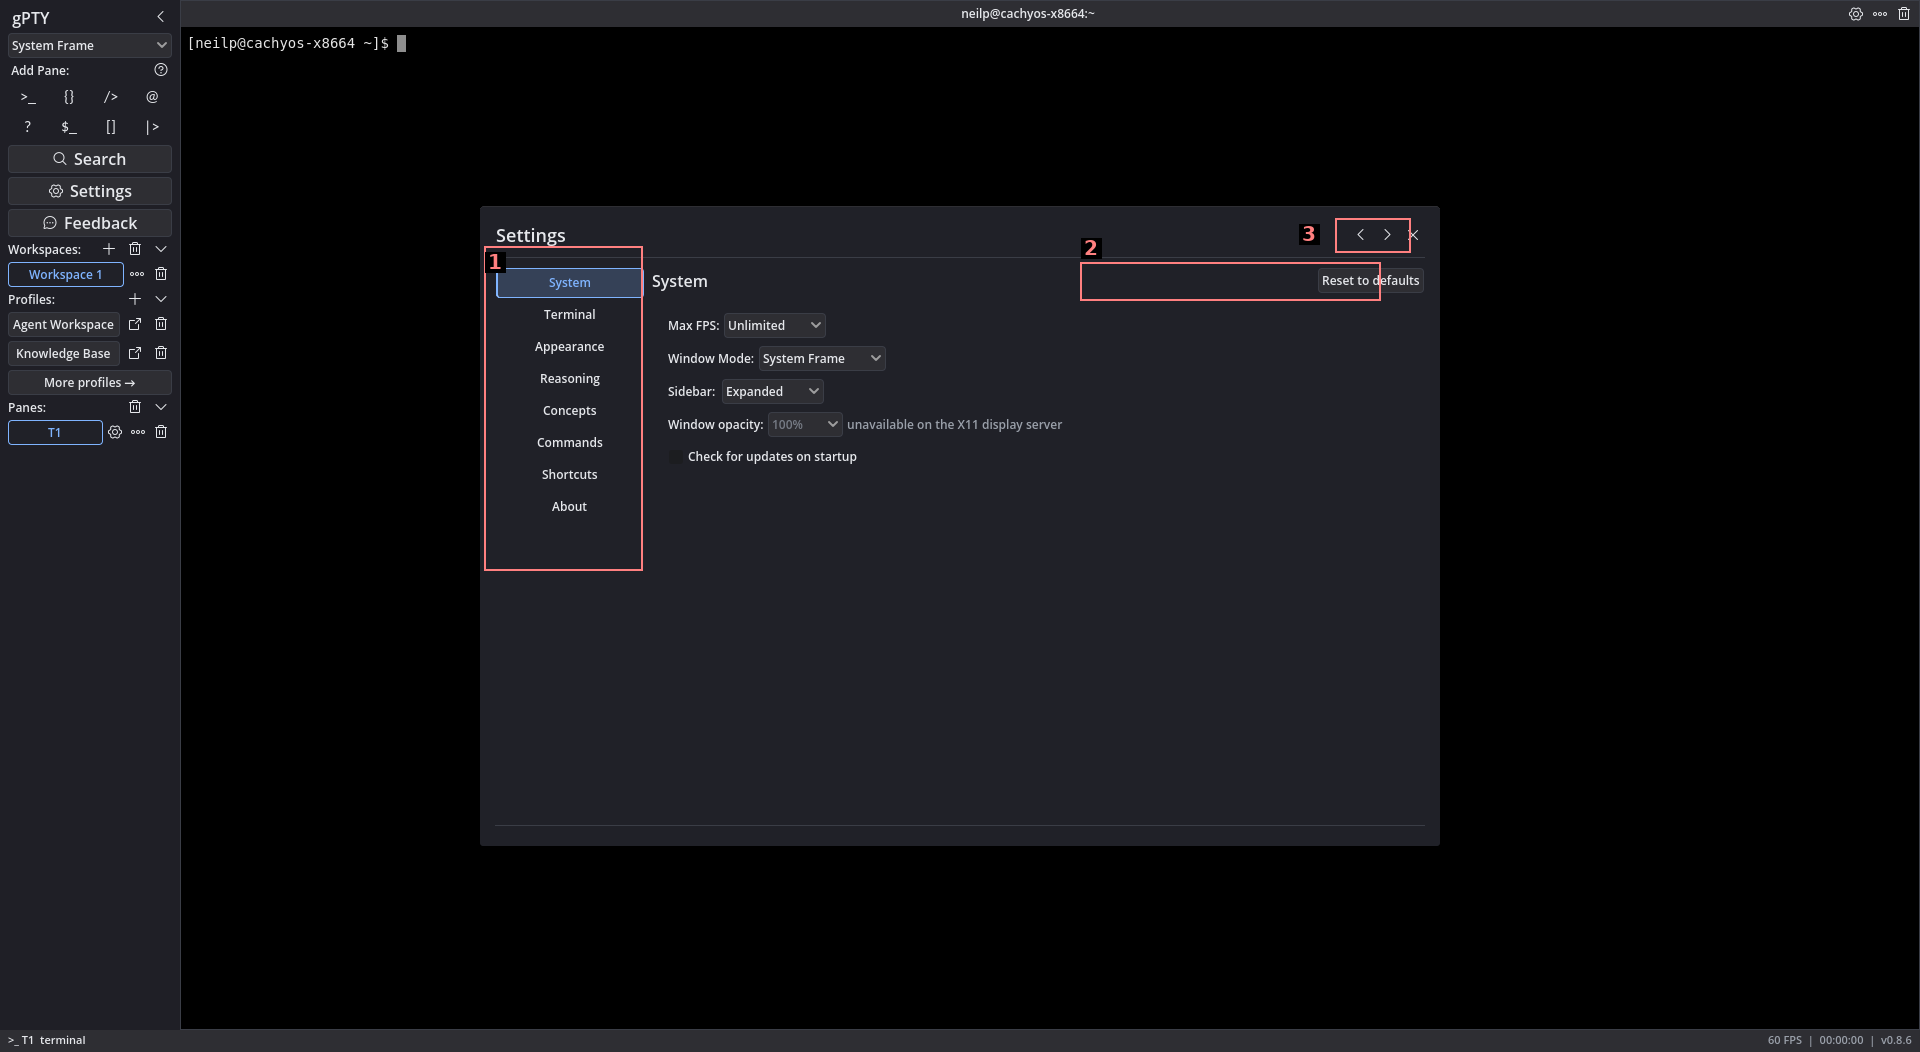 gPTY
System Frame
Add Pane:
>_ {} /> @
? $_ [] |>
Search
Settings
Feedback
Workspaces:
Workspace 1
Profiles:
Agent Workspace
Knowledge Base
More profiles →
Panes:
T1
neilp@cachyos-x8664:~
[neilp@cachyos-x8664 ~]$
Settings
3
2
1
System
Terminal
Appearance
Reasoning
Concepts
Commands
Shortcuts
About
System
Reset to defaults
Max FPS: Unlimited
Window Mode: System Frame
Sidebar: Expanded
Window opacity: 100% unavailable on the X11 display server
Check for updates on startup
>_ T1 terminal
60 FPS | 00:00:00 | v0.8.6